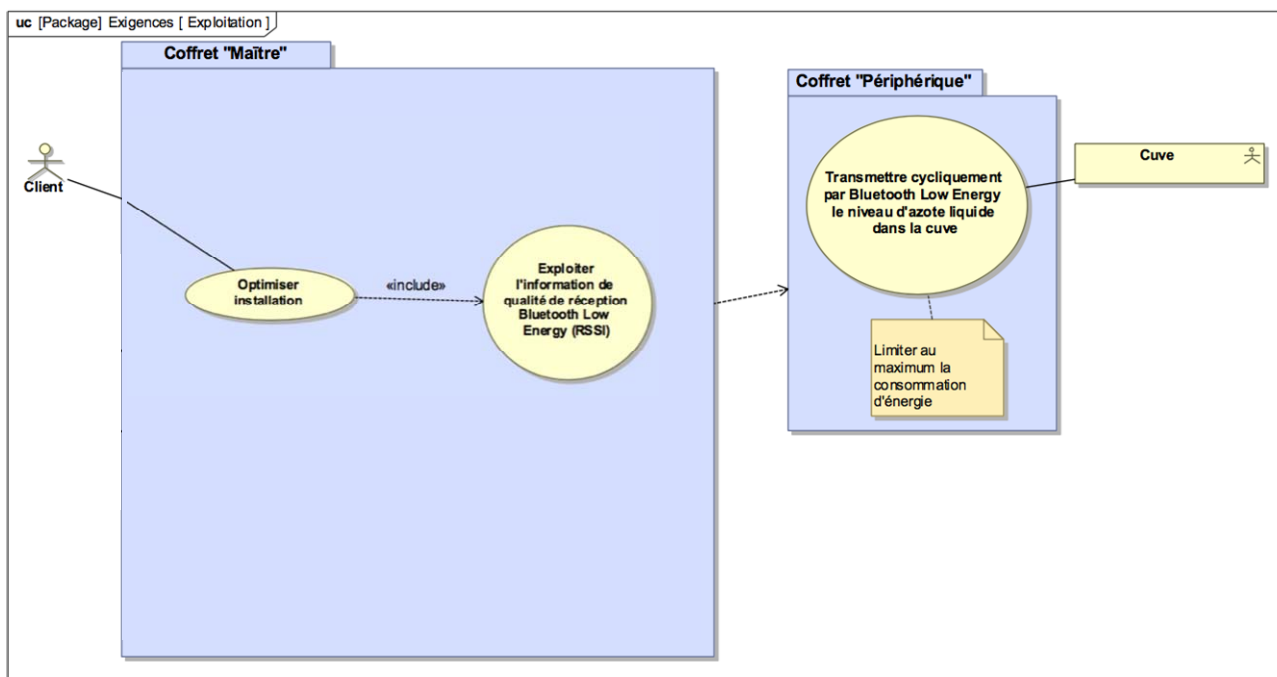 uc [Package] Exigences [ Exploitation ]
Coffret "Maître"
Coffret "Périphérique"
Client
Optimiser
installation
«include»
Exploiter
l'information de
qualité de réception
Bluetooth Low
Energy (RSSI)
Transmettre cycliquement
par Bluetooth Low Energy
le niveau d'azote liquide
dans la cuve
Cuve
Limiter au
maximum la
consommation
d'énergie